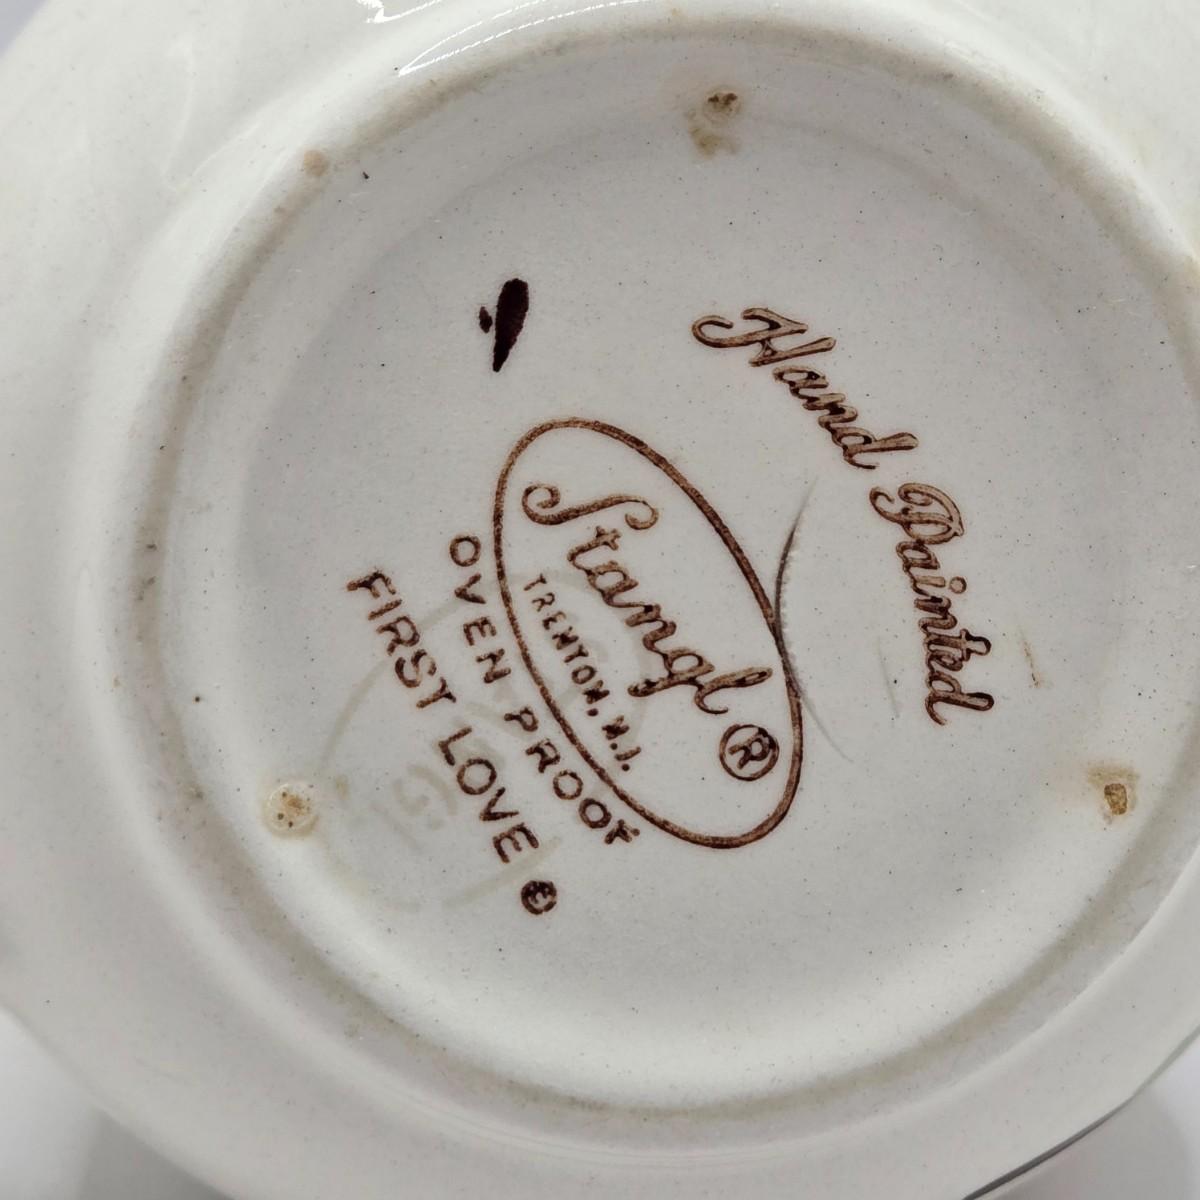 Hand Painted
Stangl ®
TRENTON, N.J.
OVEN PROOF
FIRST LOVE ©